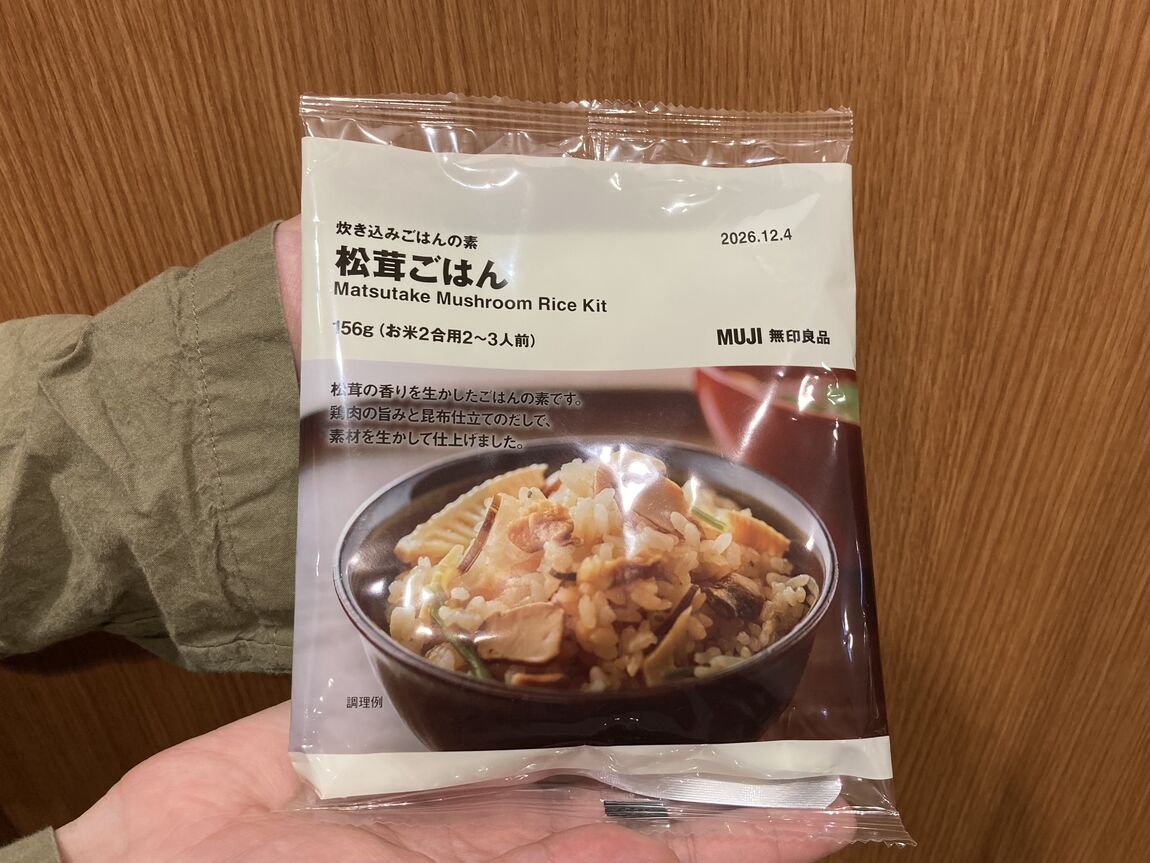 炊き込みごはんの素
松茸ごはん
Matsutake Mushroom Rice Kit
156g（お米2合用2〜3人前）
2026.12.4
MUJI 無印良品
松茸の香りを生かしたごはんの素です。
鶏肉の旨みと昆布仕立てのだしで、
素材を生かして仕上げました。
調理例